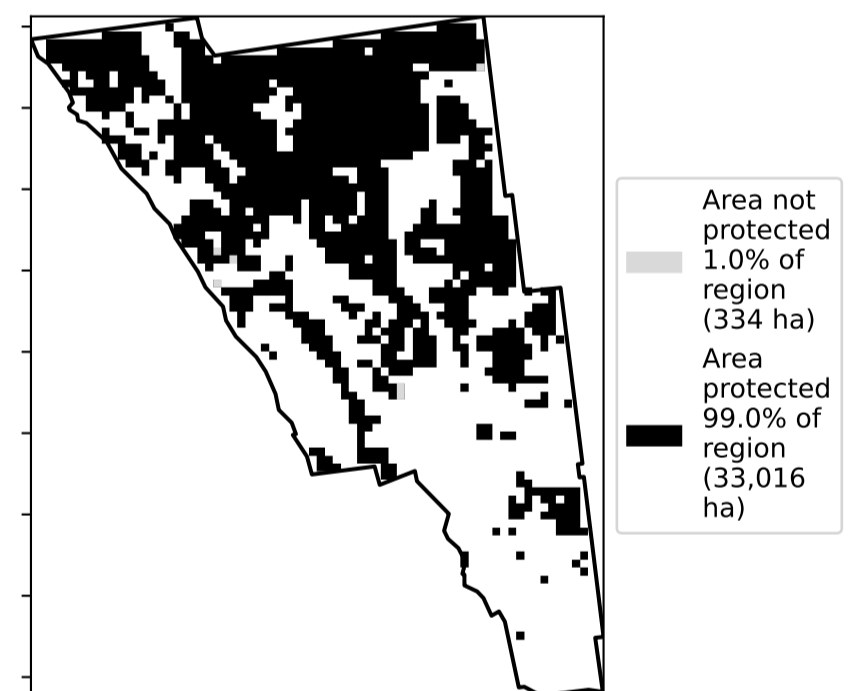 Area not
protected
1.0% of
region
(334 ha)
Area
protected
99.0% of
region
(33,016
ha)